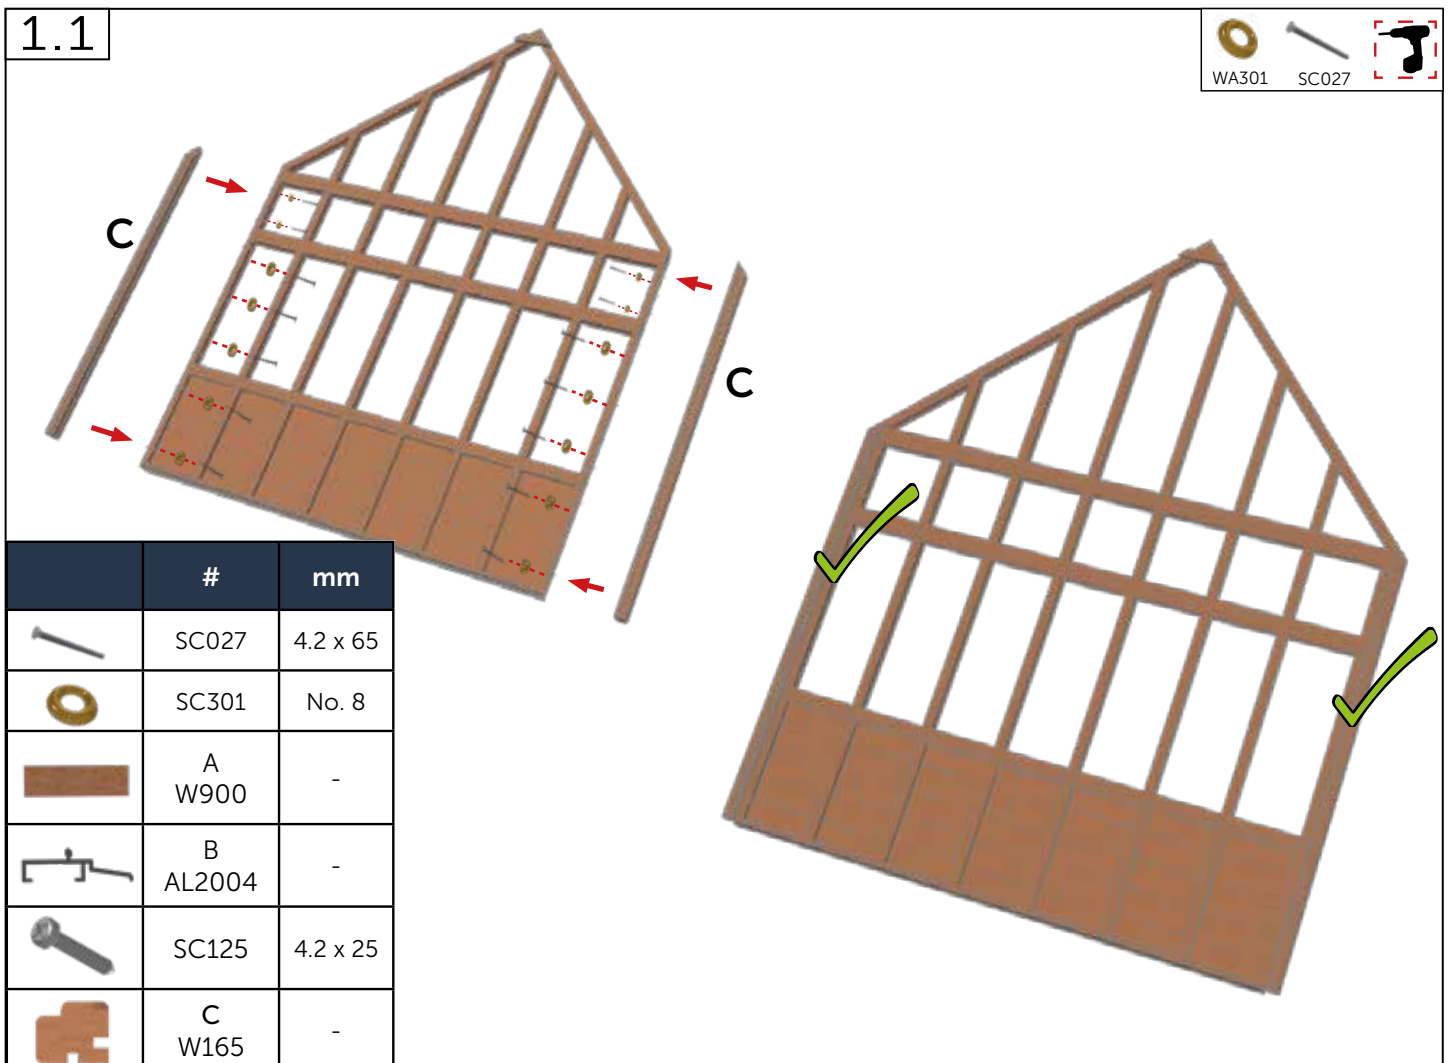 1.1
WA301 SC027
C
C
# mm
SC027 4.2 x 65
SC301 No. 8
A
W900 -
B
AL2004 -
SC125 4.2 x 25
C
W165 -